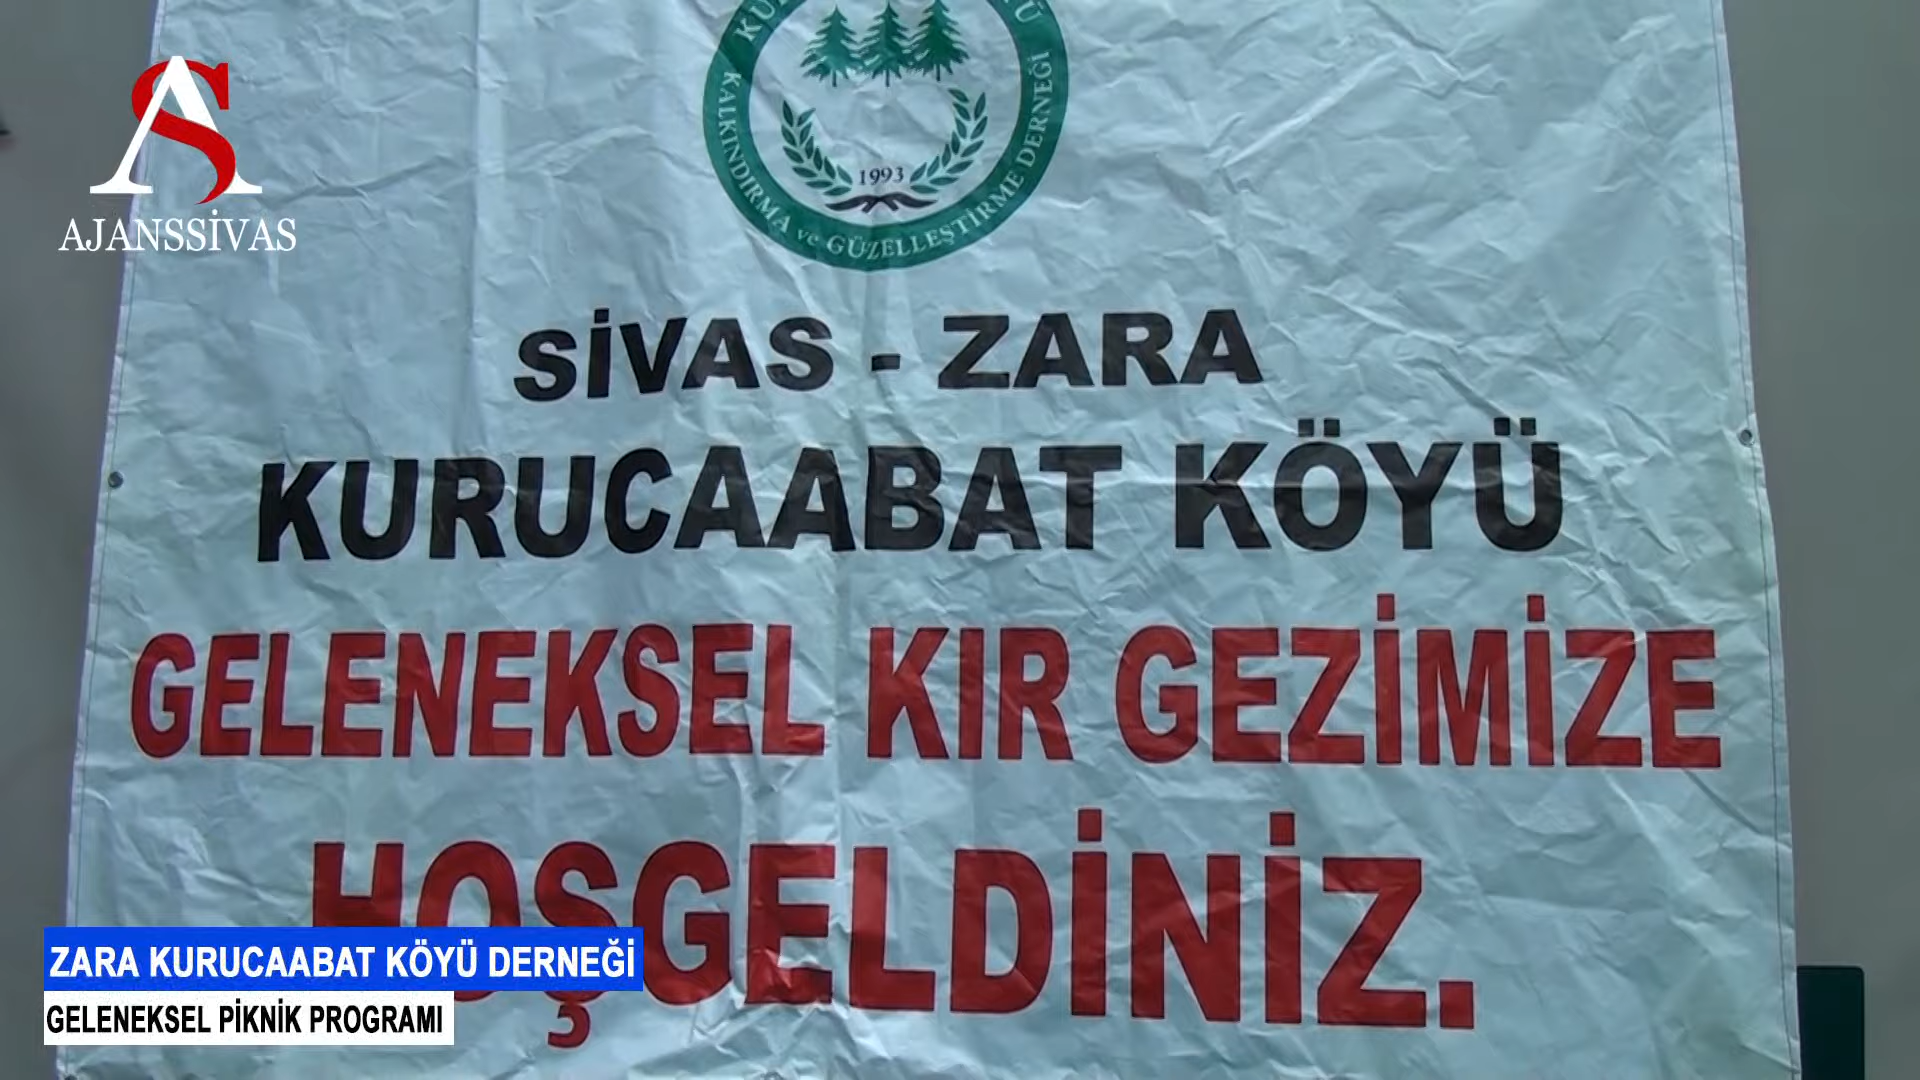 KALKINDIRMA ve GÜZELLEŞTİRME DERNEĞİ
1993
AJANSSİVAS
SİVAS - ZARA
KURUCAABAT KÖYÜ
GELENEKSEL KIR GEZİMİZE
HOŞGELDİNİZ.
ZARA KURUCAABAT KÖYÜ DERNEĞİ
GELENEKSEL PİKNİK PROGRAMI